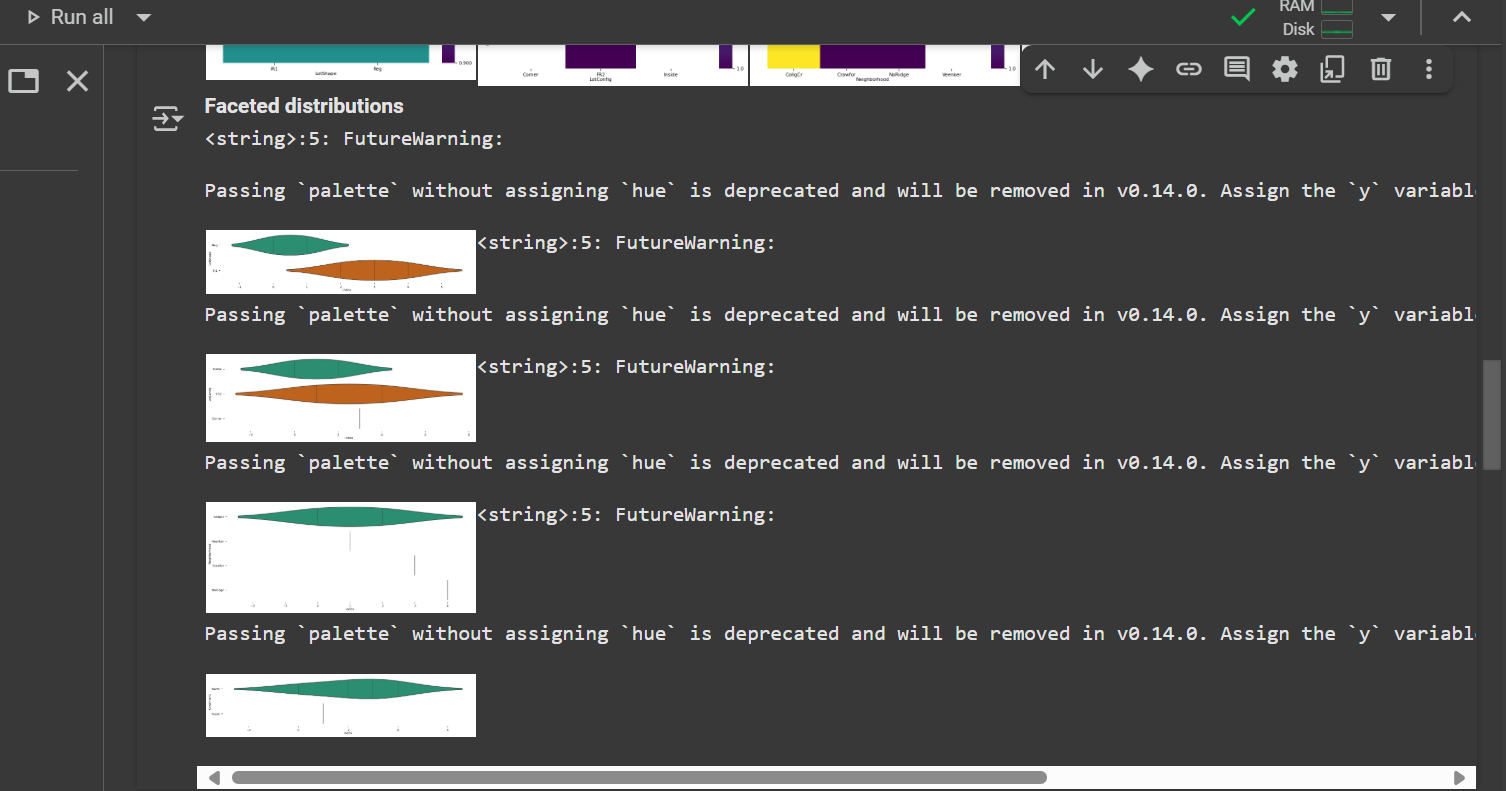 Run all
RAM
Disk
0.900
IR1 Reg
LotShape
1.0
Corner FR2 Inside
LotConfig
1.0
CollgCr Crawfor NoRidge Veenker
Neighborhood
Faceted distributions
<string>:5: FutureWarning:
Passing `palette` without assigning `hue` is deprecated and will be removed in v0.14.0. Assign the `y` variabl
<string>:5: FutureWarning:
Passing `palette` without assigning `hue` is deprecated and will be removed in v0.14.0. Assign the `y` variabl
<string>:5: FutureWarning:
Passing `palette` without assigning `hue` is deprecated and will be removed in v0.14.0. Assign the `y` variabl
<string>:5: FutureWarning:
Passing `palette` without assigning `hue` is deprecated and will be removed in v0.14.0. Assign the `y` variabl